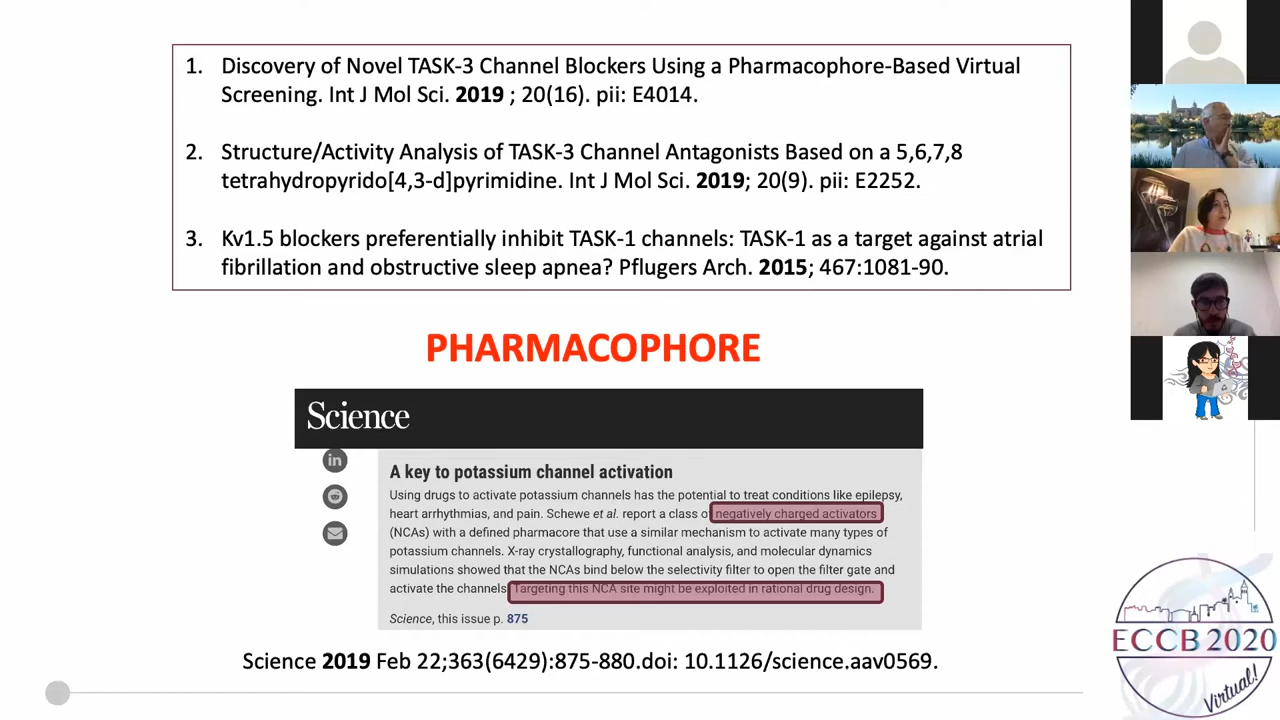 1. Discovery of Novel TASK-3 Channel Blockers Using a Pharmacophore-Based Virtual
Screening. Int J Mol Sci. 2019 ; 20(16). pii: E4014.
2. Structure/Activity Analysis of TASK-3 Channel Antagonists Based on a 5,6,7,8
tetrahydropyrido[4,3-d]pyrimidine. Int J Mol Sci. 2019; 20(9). pii: E2252.
3. Kv1.5 blockers preferentially inhibit TASK-1 channels: TASK-1 as a target against atrial
fibrillation and obstructive sleep apnea? Pflugers Arch. 2015; 467:1081-90.
PHARMACOPHORE
Science
in
A key to potassium channel activation
Using drugs to activate potassium channels has the potential to treat conditions like epilepsy,
heart arrhythmias, and pain. Schewe et al. report a class of negatively charged activators
(NCAs) with a defined pharmacore that use a similar mechanism to activate many types of
potassium channels. X-ray crystallography, functional analysis, and molecular dynamics
simulations showed that the NCAs bind below the selectivity filter to open the filter gate and
activate the channels. Targeting this NCA site might be exploited in rational drug design.
Science, this issue p. 875
Science 2019 Feb 22;363(6429):875-880.doi: 10.1126/science.aav0569.
ECCB 2020
Virtual!